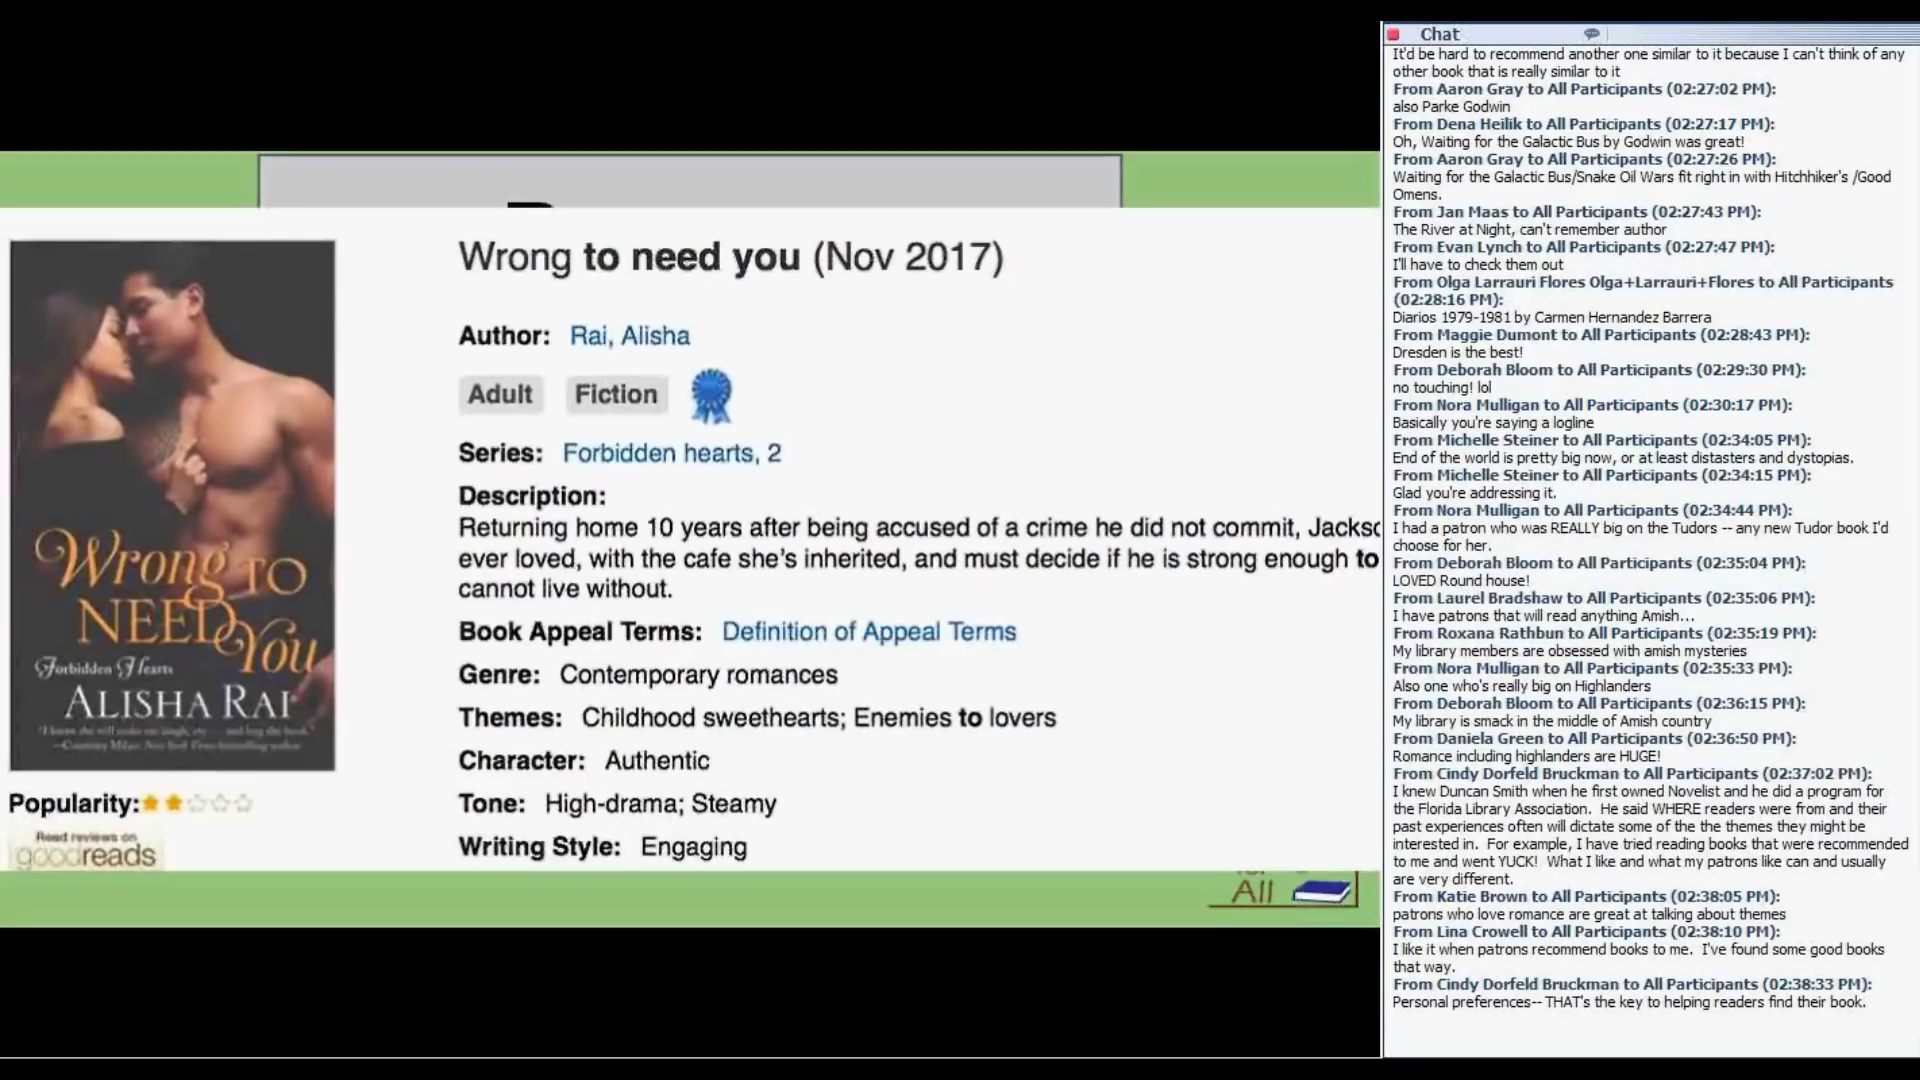 Wrong to need you (Nov 2017)
Author: Rai, Alisha
Adult Fiction
Series: Forbidden hearts, 2
Description:
Returning home 10 years after being accused of a crime he did not commit, Jackso
ever loved, with the cafe she's inherited, and must decide if he is strong enough to
cannot live without.
Book Appeal Terms: Definition of Appeal Terms
Genre: Contemporary romances
Themes: Childhood sweethearts; Enemies to lovers
Character: Authentic
Tone: High-drama; Steamy
Writing Style: Engaging
Wrong TO
NEED
You
Forbidden Hearts
ALISHA RAI
Popularity:
Read reviews on
goodreads
All
Chat
It'd be hard to recommend another one similar to it because I can't think of any
other book that is really similar to it
From Aaron Gray to All Participants (02:27:02 PM):
also Parke Godwin
From Dena Heilik to All Participants (02:27:17 PM):
Oh, Waiting for the Galactic Bus by Godwin was great!
From Aaron Gray to All Participants (02:27:26 PM):
Waiting for the Galactic Bus/Snake Oil Wars fit right in with Hitchhiker's /Good
Omens.
From Jan Maas to All Participants (02:27:43 PM):
The River at Night, can't remember author
From Evan Lynch to All Participants (02:27:47 PM):
I'll have to check them out
From Olga Larrauri Flores Olga+Larrauri+Flores to All Participants
(02:28:16 PM):
Diarios 1979-1981 by Carmen Hernandez Barrera
From Maggie Dumont to All Participants (02:28:43 PM):
Dresden is the best!
From Deborah Bloom to All Participants (02:29:30 PM):
no touching! lol
From Nora Mulligan to All Participants (02:30:17 PM):
Basically you're saying a logline
From Michelle Steiner to All Participants (02:34:05 PM):
End of the world is pretty big now, or at least distasters and dystopias.
From Michelle Steiner to All Participants (02:34:15 PM):
Glad you're addressing it.
From Nora Mulligan to All Participants (02:34:44 PM):
I had a patron who was REALLY big on the Tudors -- any new Tudor book I'd
choose for her.
From Deborah Bloom to All Participants (02:35:04 PM):
LOVED Round house!
From Laurel Bradshaw to All Participants (02:35:06 PM):
I have patrons that will read anything Amish...
From Roxana Rathbun to All Participants (02:35:19 PM):
My library members are obsessed with amish mysteries
From Nora Mulligan to All Participants (02:35:33 PM):
Also one who's really big on Highlanders
From Deborah Bloom to All Participants (02:36:15 PM):
My library is smack in the middle of Amish country
From Daniela Green to All Participants (02:36:50 PM):
Romance including highlanders are HUGE!
From Cindy Dorfeld Bruckman to All Participants (02:37:02 PM):
I knew Duncan Smith when he first owned Novelist and he did a program for
the Florida Library Association. He said WHERE readers were from and their
past experiences often will dictate some of the the themes they might be
interested in. For example, I have tried reading books that were recommended
to me and went YUCK! What I like and what my patrons like can and usually
are very different.
From Katie Brown to All Participants (02:38:05 PM):
patrons who love romance are great at talking about themes
From Lina Crowell to All Participants (02:38:10 PM):
I like it when patrons recommend books to me. I've found some good books
that way.
From Cindy Dorfeld Bruckman to All Participants (02:38:33 PM):
Personal preferences-- THAT's the key to helping readers find their book.